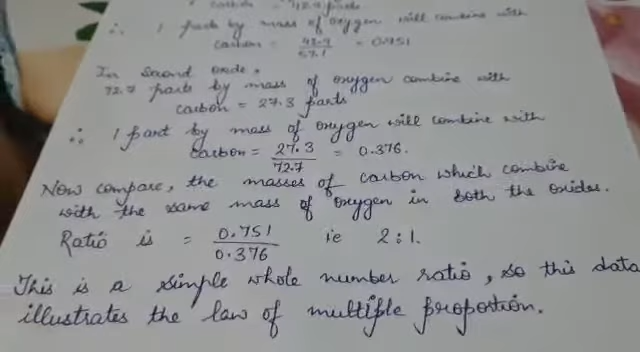 carbon = 42.9 parts
∴ 1 part by mass of oxygen will combine with
carbon = 42.9/57.1 = 0.751
In second oxide,
72.7 parts by mass of oxygen combine with
carbon = 27.3 parts
∴ 1 part by mass of oxygen will combine with
carbon = 27.3/72.7 = 0.376.
Now compare, the masses of carbon which combine
with the same mass of oxygen in both the oxides.
Ratio is = 0.751/0.376 ie 2:1.
This is a simple whole number ratio, so this data
illustrates the law of multiple proportion.